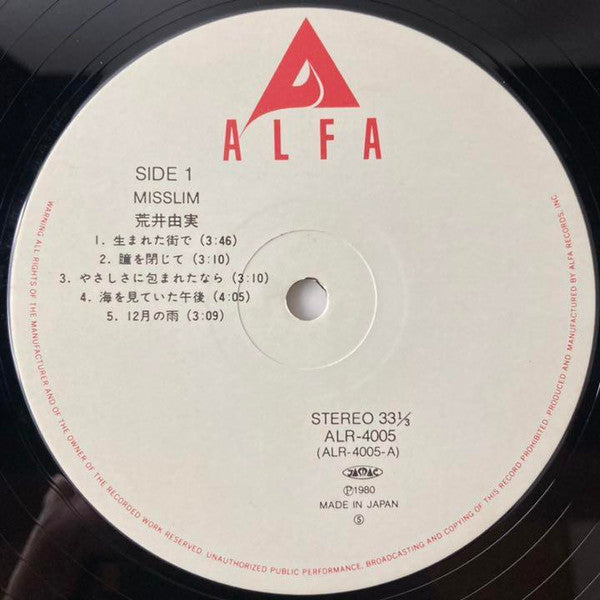 ALFA
SIDE 1
MISSLIM
荒井由実
1. 生まれた街で (3:46)
2. 瞳を閉じて (3:10)
3. やさしさに包まれたなら (3:10)
4. 海を見ていた午後 (4:05)
5. 12月の雨 (3:09)
STEREO 33⅓
ALR-4005
(ALR-4005-A)
JASRAC
Ⓟ1980
MADE IN JAPAN
Ⓢ
WARNING ALL RIGHTS OF THE MANUFACTURER AND OF THE OWNER OF THE RECORDED WORK RESERVED. UNAUTHORIZED PUBLIC PERFORMANCE, BROADCASTING AND COPYING OF THIS RECORD PROHIBITED. PRODUCED AND MANUFACTURED BY ALFA RECORDS, INC.